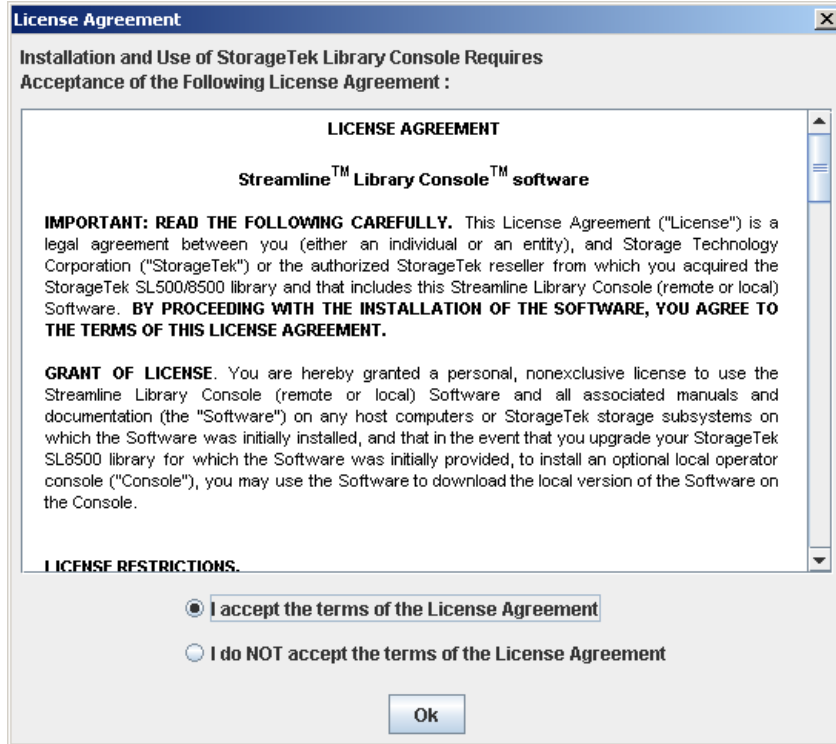 License Agreement
Installation and Use of StorageTek Library Console Requires
Acceptance of the Following License Agreement :
LICENSE AGREEMENT
Streamline™ Library Console™ software
IMPORTANT: READ THE FOLLOWING CAREFULLY. This License Agreement ("License") is a
legal agreement between you (either an individual or an entity), and Storage Technology
Corporation ("StorageTek") or the authorized StorageTek reseller from which you acquired the
StorageTek SL500/8500 library and that includes this Streamline Library Console (remote or local)
Software. BY PROCEEDING WITH THE INSTALLATION OF THE SOFTWARE, YOU AGREE TO
THE TERMS OF THIS LICENSE AGREEMENT.
GRANT OF LICENSE. You are hereby granted a personal, nonexclusive license to use the
Streamline Library Console (remote or local) Software and all associated manuals and
documentation (the "Software") on any host computers or StorageTek storage subsystems on
which the Software was initially installed, and that in the event that you upgrade your StorageTek
SL8500 library for which the Software was initially provided, to install an optional local operator
console ("Console"), you may use the Software to download the local version of the Software on
the Console.
LICENSE RESTRICTIONS.
I accept the terms of the License Agreement
I do NOT accept the terms of the License Agreement
Ok